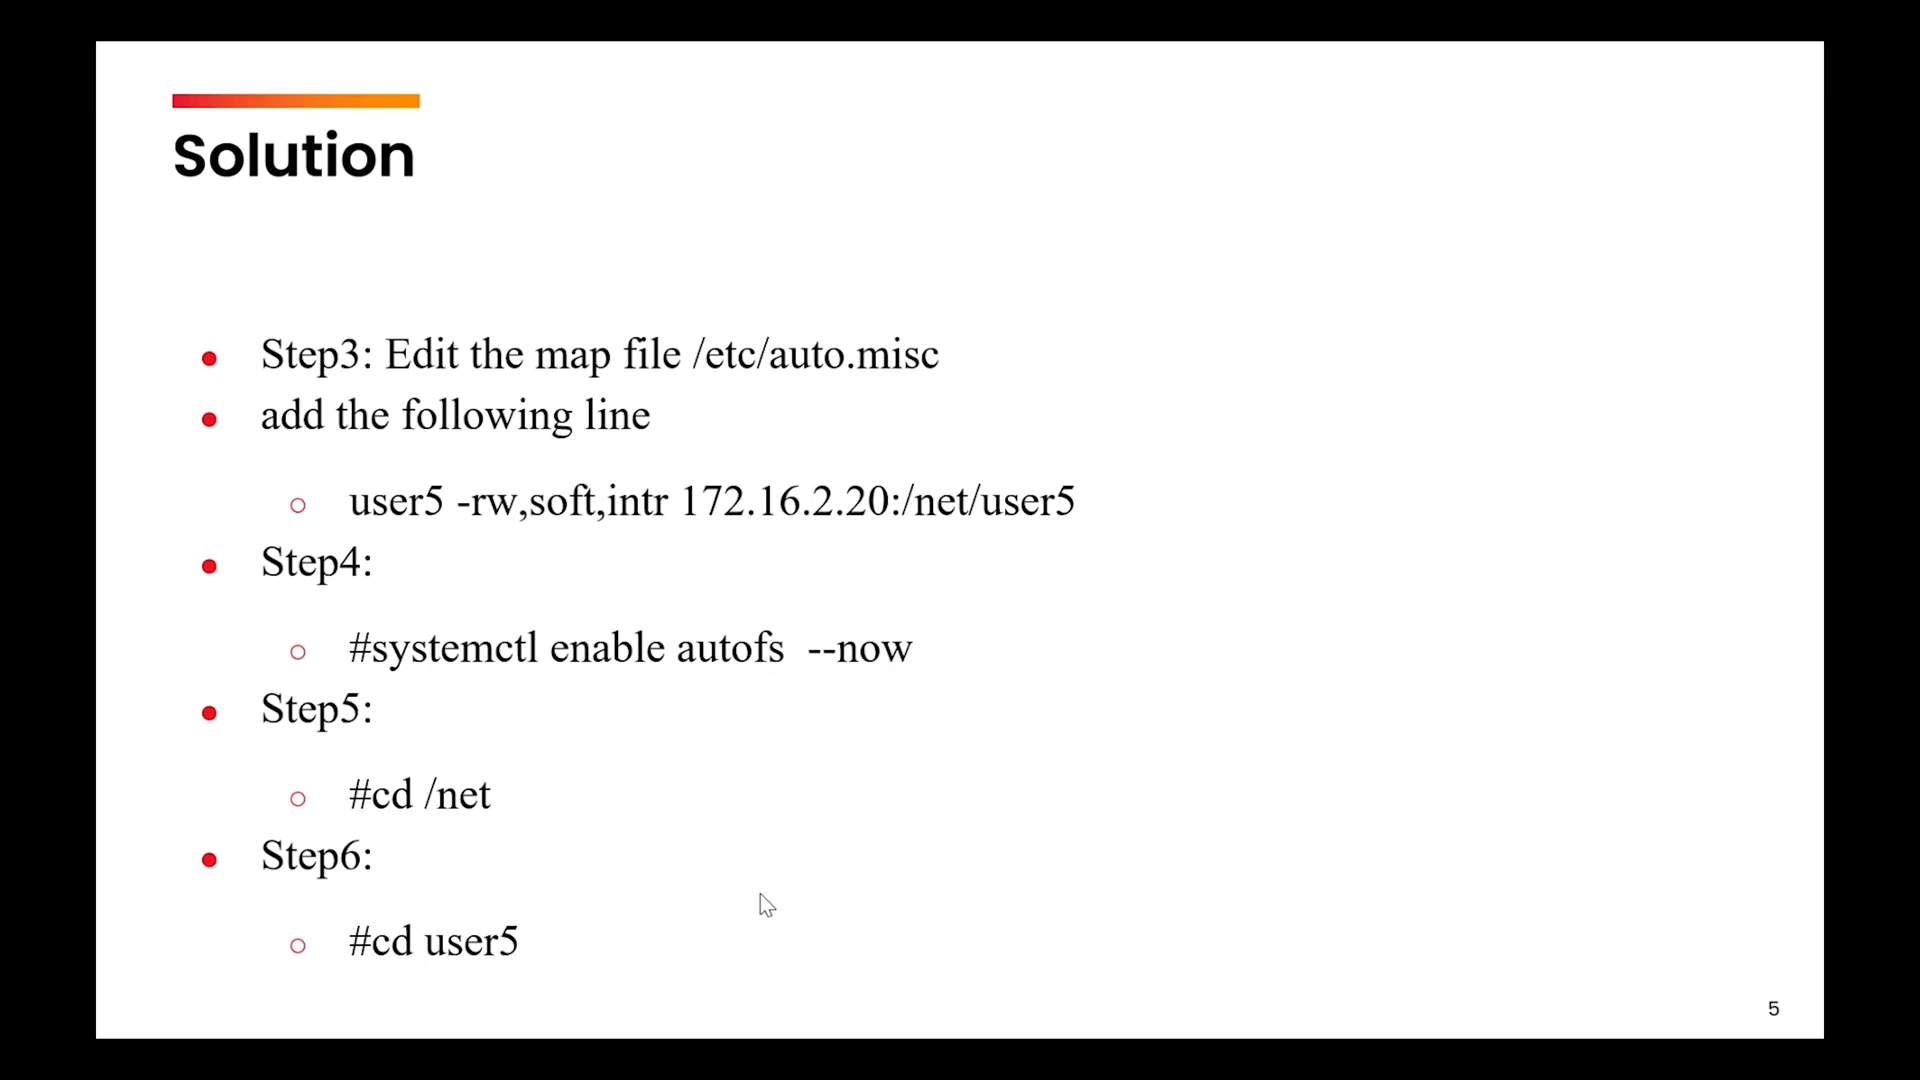 Solution
Step3: Edit the map file /etc/auto.misc
add the following line
user5 -rw,soft,intr 172.16.2.20:/net/user5
Step4:
#systemctl enable autofs  --now
Step5:
#cd /net
Step6:
#cd user5
5